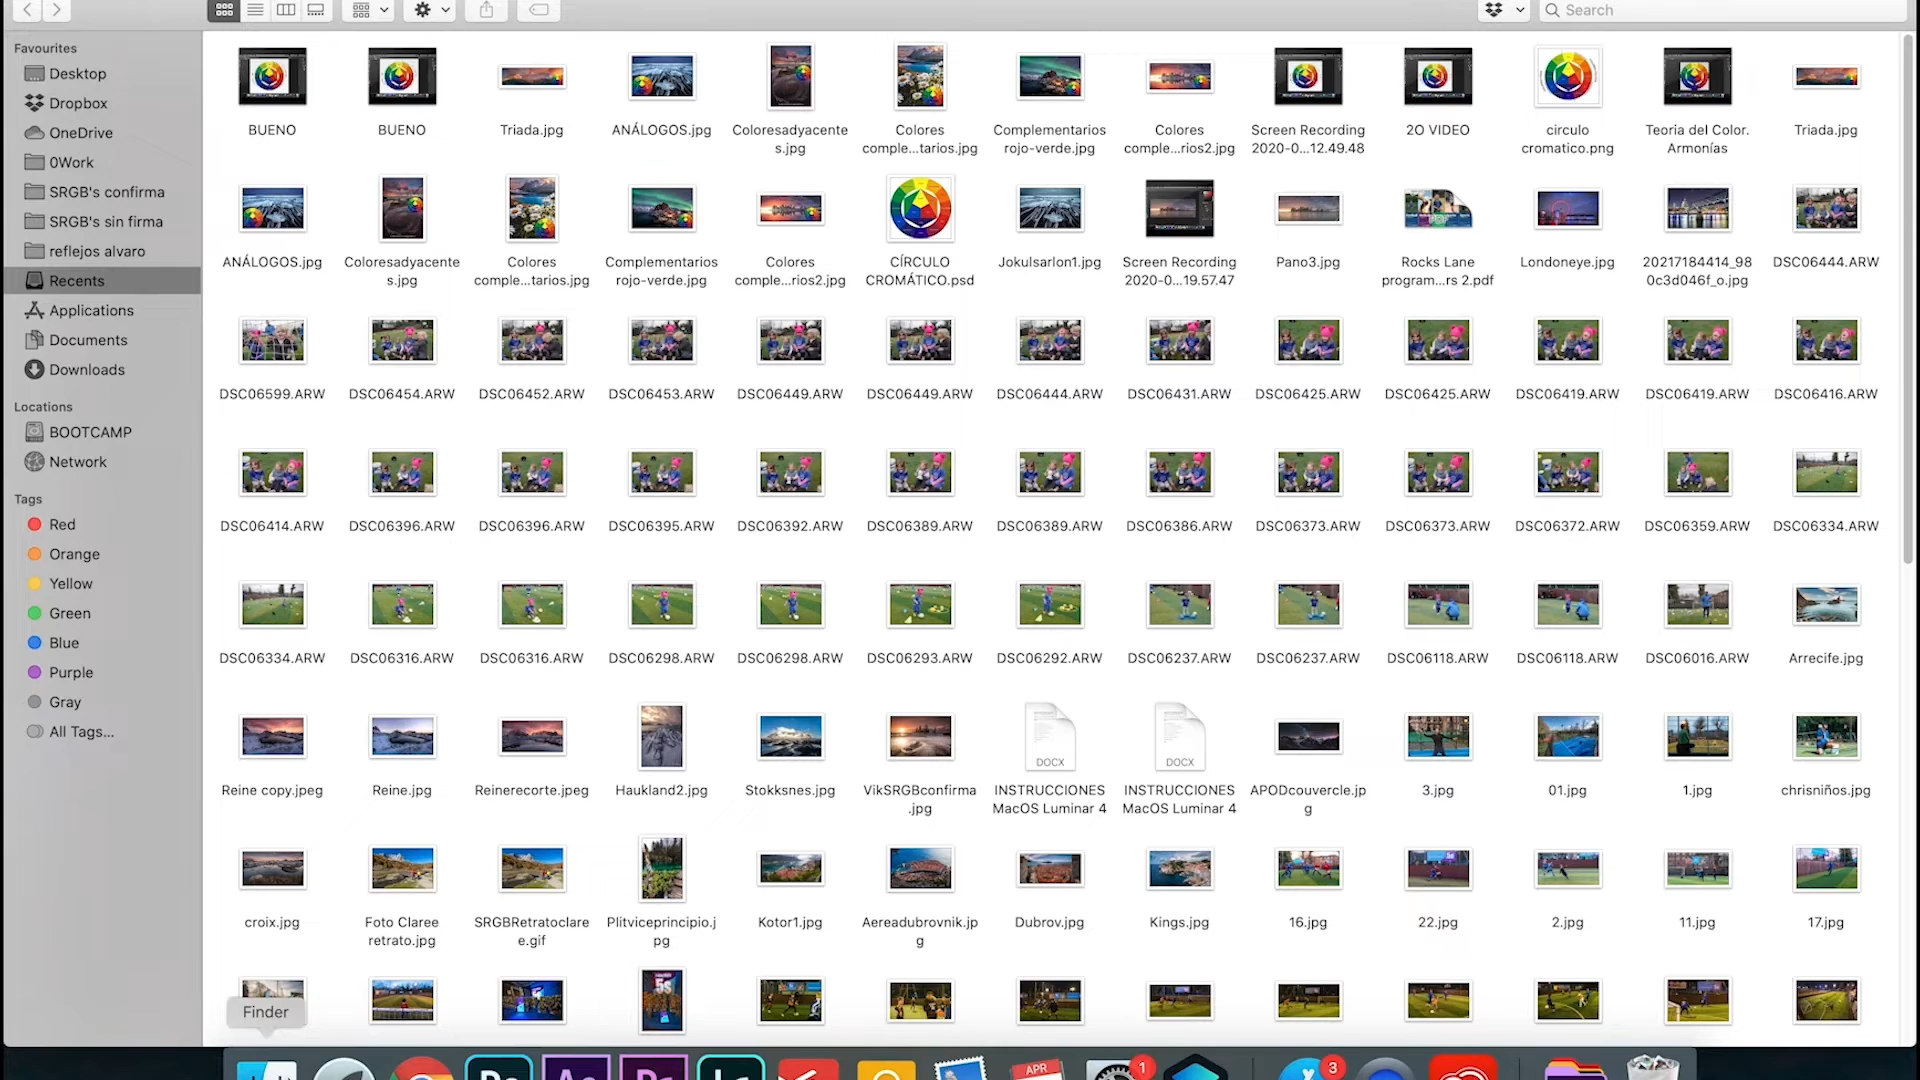 Search
Favourites
Desktop
Dropbox
OneDrive
0Work
SRGB's confirma
SRGB's sin firma
reflejos alvaro
Recents
Applications
Documents
Downloads
Locations
BOOTCAMP
Network
Tags
Red
Orange
Yellow
Green
Blue
Purple
Gray
All Tags...
BUENO
BUENO
Triada.jpg
ANÁLOGOS.jpg
Coloresadyacente
s.jpg
Colores
comple...tarios.jpg
Complementarios
rojo-verde.jpg
Colores
comple...rios2.jpg
Screen Recording
2020-0...12.49.48
2O VIDEO
circulo
cromatico.png
Teoria del Color.
Armonías
Triada.jpg
ANÁLOGOS.jpg
Coloresadyacente
s.jpg
Colores
comple...tarios.jpg
Complementarios
rojo-verde.jpg
Colores
comple...rios2.jpg
CÍRCULO
CROMÁTICO.psd
Jokulsarlon1.jpg
Screen Recording
2020-0...19.57.47
Pano3.jpg
PDF
Rocks Lane
program...rs 2.pdf
Londoneye.jpg
20217184414_98
0c3d046f_o.jpg
DSC06444.ARW
DSC06599.ARW
DSC06454.ARW
DSC06452.ARW
DSC06453.ARW
DSC06449.ARW
DSC06449.ARW
DSC06444.ARW
DSC06431.ARW
DSC06425.ARW
DSC06425.ARW
DSC06419.ARW
DSC06419.ARW
DSC06416.ARW
DSC06414.ARW
DSC06396.ARW
DSC06396.ARW
DSC06395.ARW
DSC06392.ARW
DSC06389.ARW
DSC06389.ARW
DSC06386.ARW
DSC06373.ARW
DSC06373.ARW
DSC06372.ARW
DSC06359.ARW
DSC06334.ARW
DSC06334.ARW
DSC06316.ARW
DSC06316.ARW
DSC06298.ARW
DSC06298.ARW
DSC06293.ARW
DSC06292.ARW
DSC06237.ARW
DSC06237.ARW
DSC06118.ARW
DSC06118.ARW
DSC06016.ARW
Arrecife.jpg
Reine copy.jpeg
Reine.jpg
Reinerecorte.jpeg
Haukland2.jpg
Stokksnes.jpg
VikSRGBconfirma
.jpg
DOCX
INSTRUCCIONES
MacOS Luminar 4
DOCX
INSTRUCCIONES
MacOS Luminar 4
APODcouvercle.jp
g
3.jpg
01.jpg
1.jpg
chrisniños.jpg
croix.jpg
Foto Claree
retrato.jpg
SRGBRetratoclare
e.gif
Plitviceprincipio.j
pg
Kotor1.jpg
Aereadubrovnik.jp
g
Dubrov.jpg
Kings.jpg
16.jpg
22.jpg
2.jpg
11.jpg
17.jpg
Finder
APR
1
3